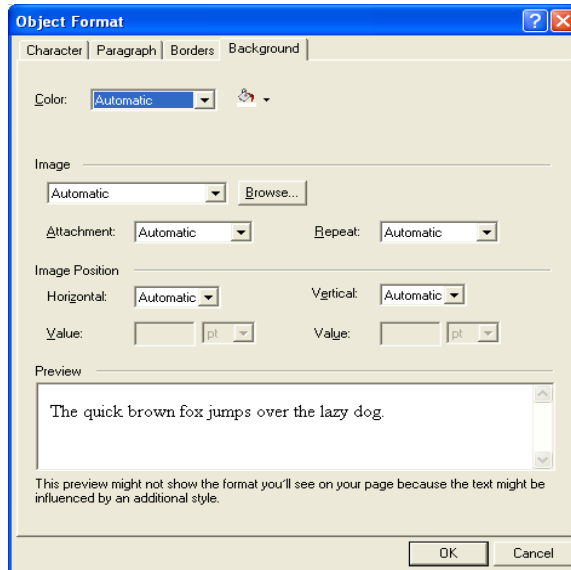 Object Format
Character Paragraph Borders Background
Color: Automatic
Image
Automatic Browse...
Attachment: Automatic Repeat: Automatic
Image Position
Horizontal: Automatic Vertical: Automatic
Value: pt Value: pt
Preview
The quick brown fox jumps over the lazy dog.
This preview might not show the format you'll see on your page because the text might be
influenced by an additional style.
OK Cancel